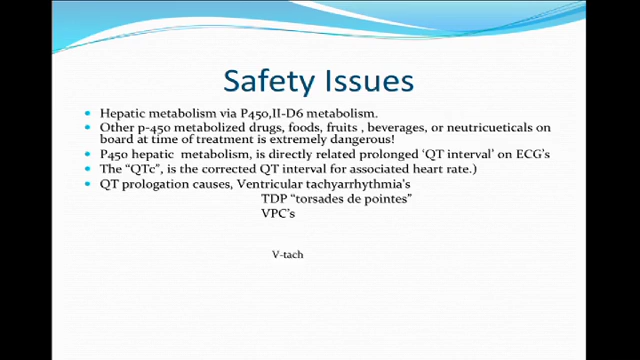 Safety Issues
Hepatic metabolism via P450,II-D6 metabolism.
Other p-450 metabolized drugs, foods, fruits , beverages, or neutricueticals on
board at time of treatment is extremely dangerous!
P450 hepatic metabolism, is directly related prolonged 'QT interval' on ECG's
The "QTc", is the corrected QT interval for associated heart rate.)
QT prologation causes, Ventricular tachyarrhythmia's
TDP "torsades de pointes"
VPC's
V-tach